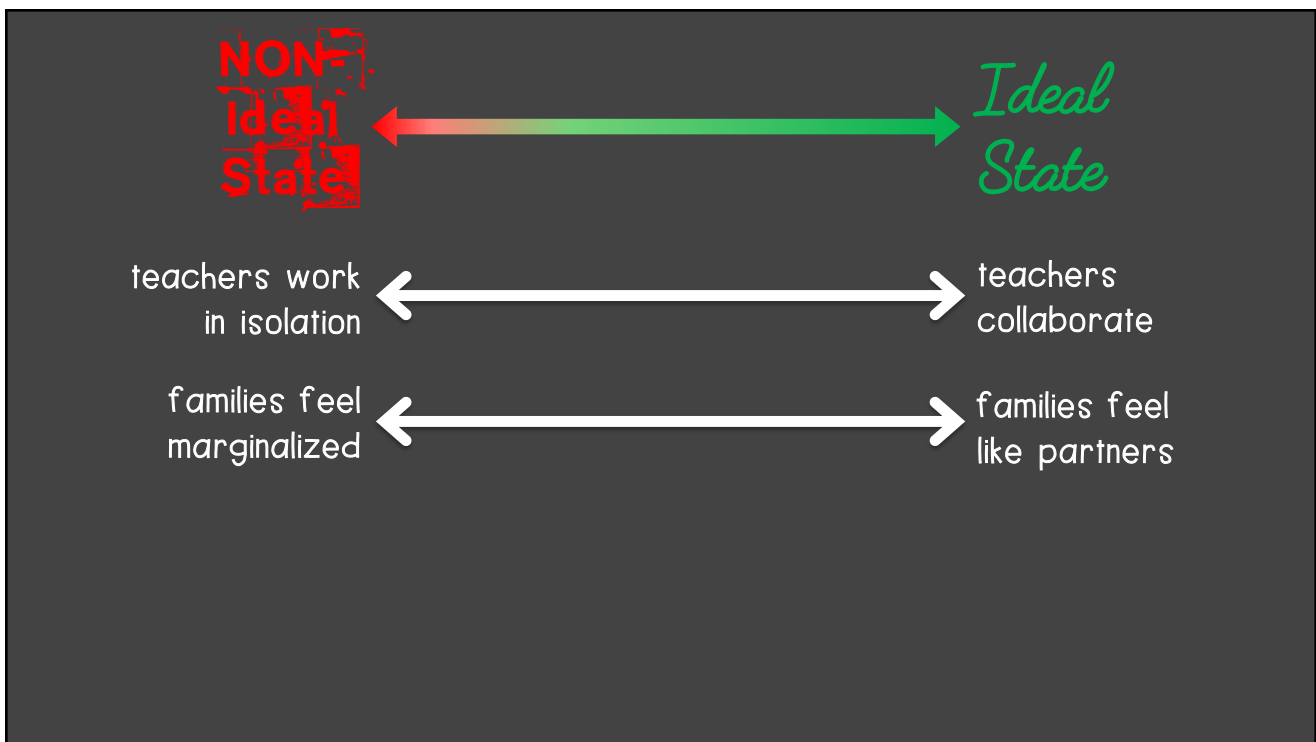 NON-
Ideal
State
Ideal
State
teachers work
in isolation
teachers
collaborate
families feel
marginalized
families feel
like partners